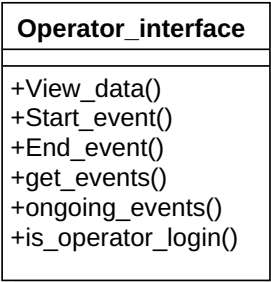 Operator_interface
+View_data()
+Start_event()
+End_event()
+get_events()
+ongoing_events()
+is_operator_login()